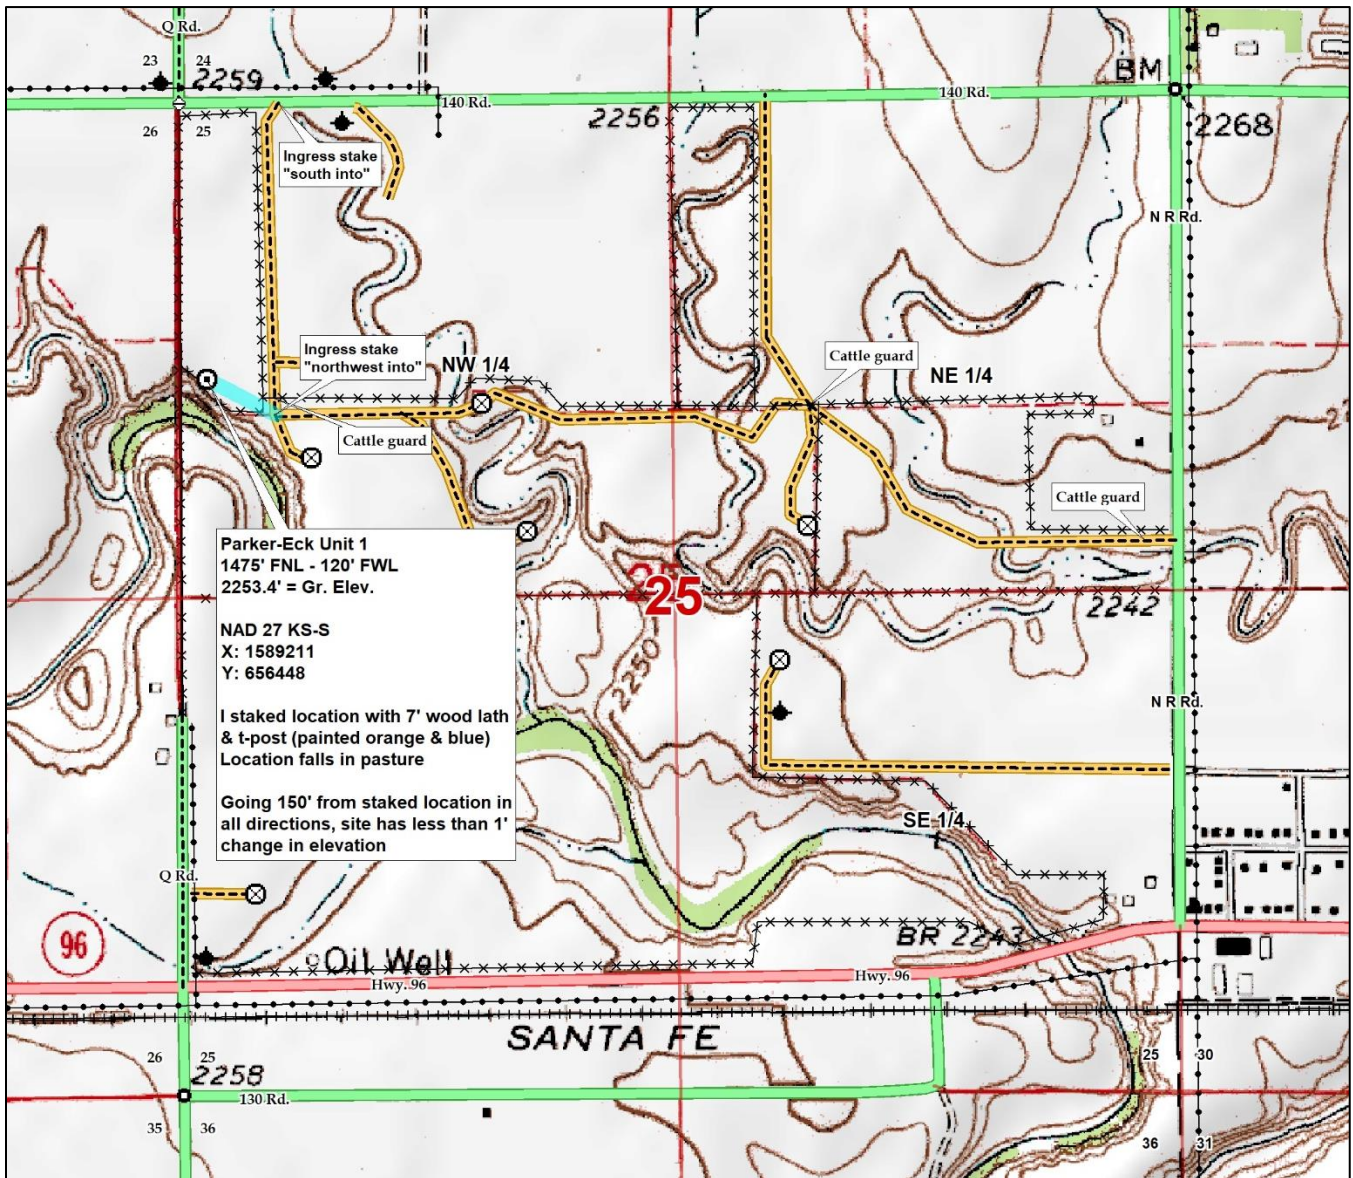 Q Rd.
23
24
2259
BM
140 Rd.
140 Rd.
2256
2268
26
25
Ingress stake
"south into"
N R Rd.
Ingress stake
"northwest into"
NW 1/4
Cattle guard
NE 1/4
Cattle guard
Cattle guard
Parker-Eck Unit 1
1475' FNL - 120' FWL
2253.4' = Gr. Elev.
NAD 27 KS-S
X: 1589211
Y: 656448
I staked location with 7' wood lath
& t-post (painted orange & blue)
Location falls in pasture
Going 150' from staked location in
all directions, site has less than 1'
change in elevation
25
2242
2250
N R Rd.
SE 1/4
Q Rd.
96
Oil Well
BR 2243
Hwy. 96
Hwy. 96
SANTA FE
26
25
25
30
2258
130 Rd.
35
36
36
31